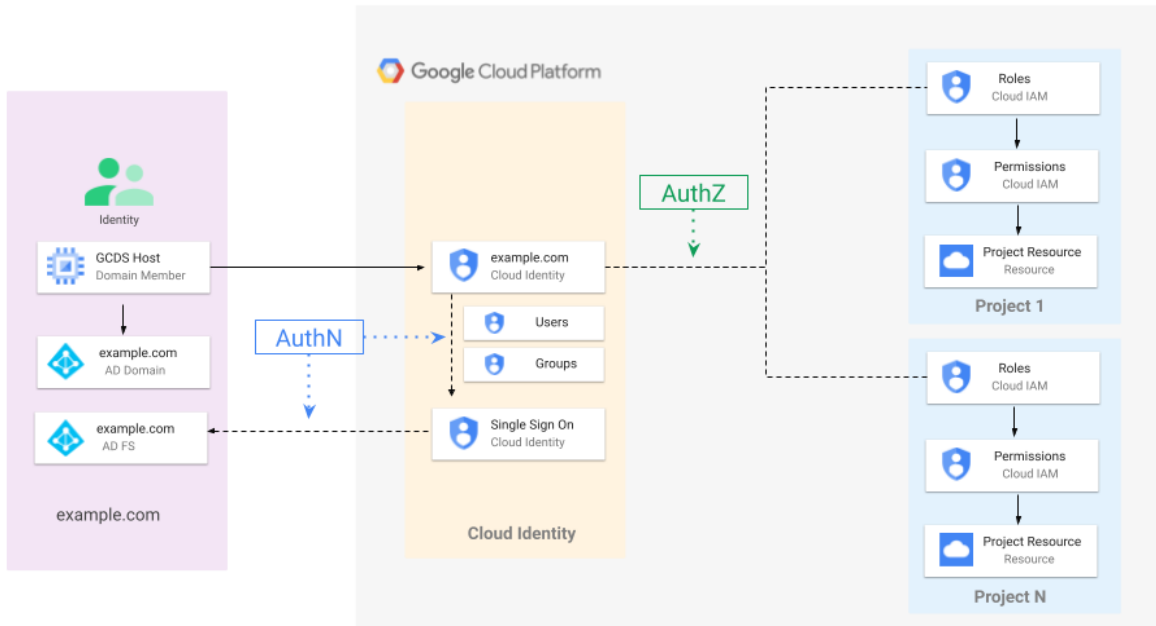 Google Cloud Platform
Identity
GCDS Host
Domain Member
example.com
AD Domain
example.com
AD FS
example.com
AuthN
example.com
Cloud Identity
Users
Groups
Single Sign On
Cloud Identity
Cloud Identity
AuthZ
Roles
Cloud IAM
Permissions
Cloud IAM
Project Resource
Resource
Project 1
Roles
Cloud IAM
Permissions
Cloud IAM
Project Resource
Resource
Project N